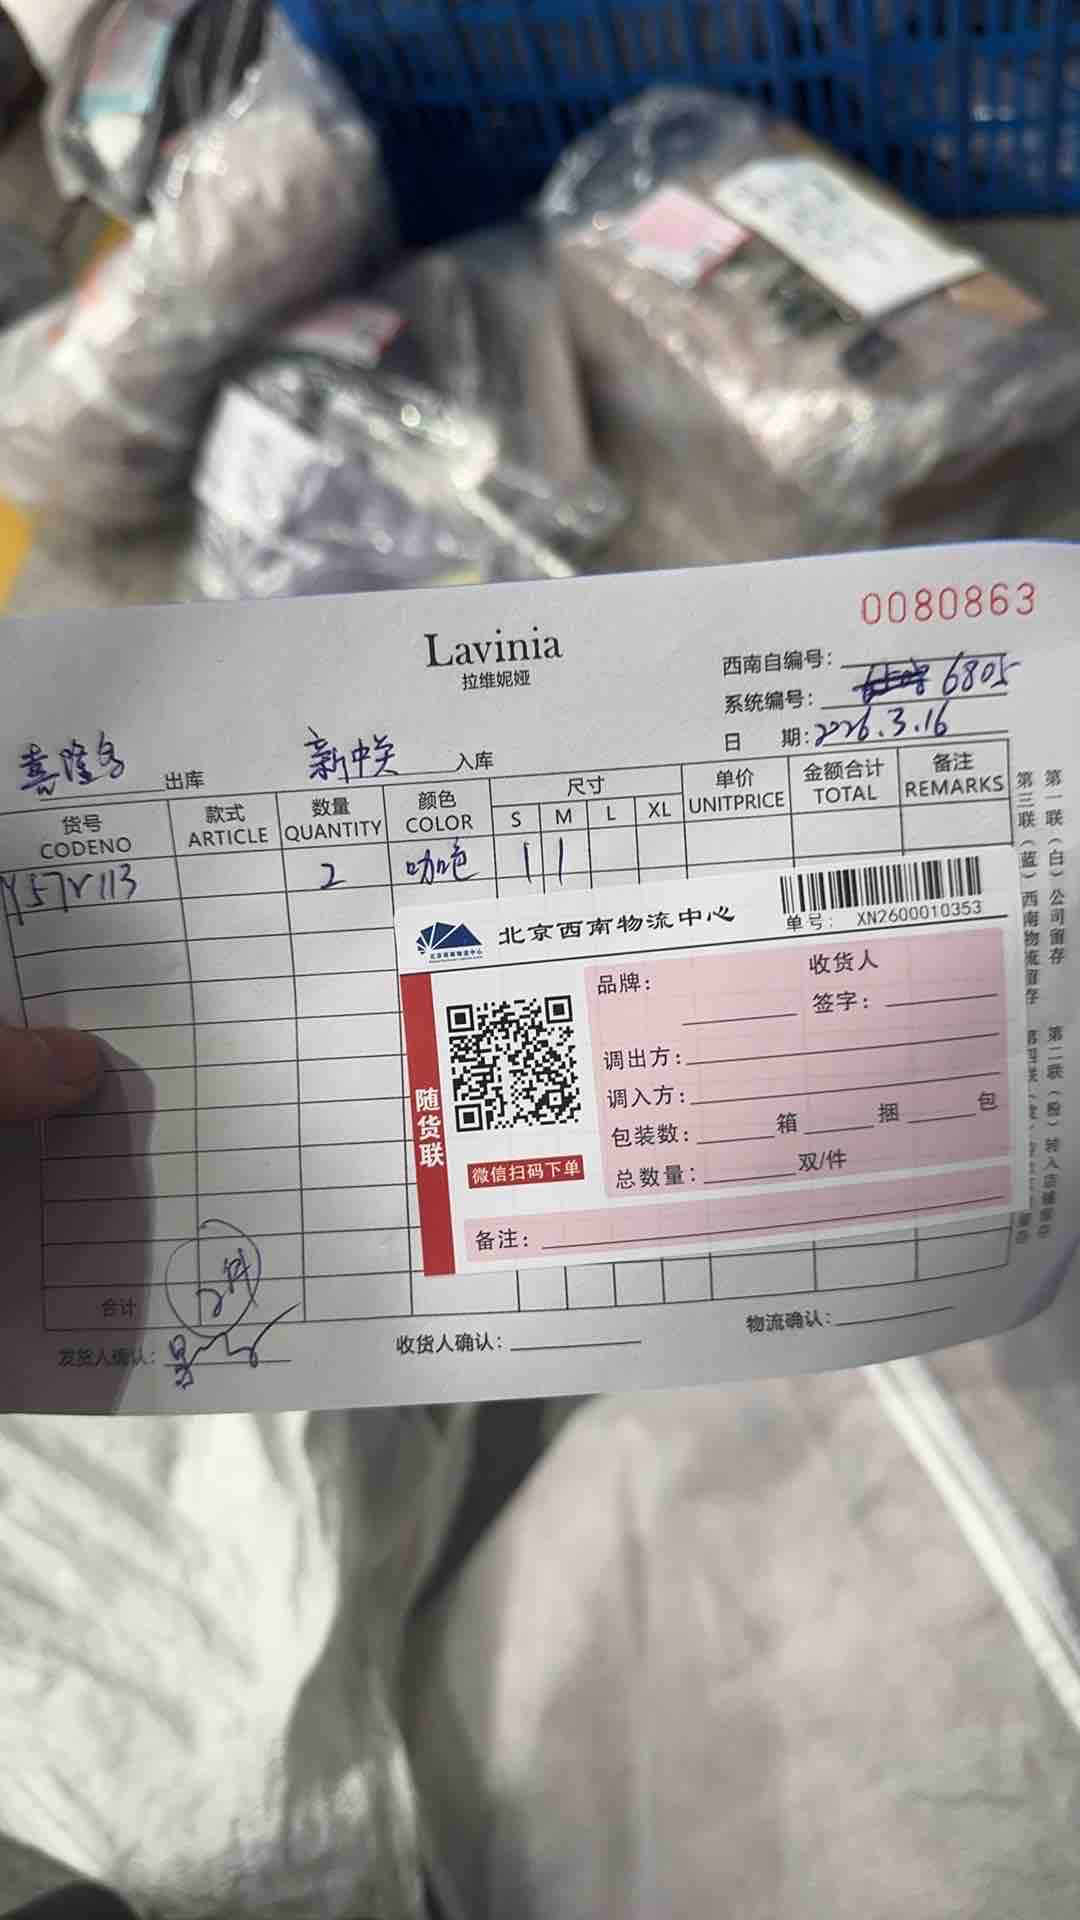 0080863
Lavinia
拉维妮娅
西南自编号:
系统编号: 6805
日 期: 2026.3.16
喜隆多 出库 新中关 入库
货号 款式 数量 颜色 尺寸 单价 金额合计 备注
CODENO ARTICLE QUANTITY COLOR S M L XL UNITPRICE TOTAL REMARKS
2 咖色 1 1
单号: XN2600010353
北京西南物流中心
品牌: 收货人
签字:
调出方:
调入方:
包装数: 箱 捆 包
总数量: 双/件
随货联
微信扫码下单
备注:
合计 2件
发货人确认: 收货人确认: 物流确认:
第一联(白)公司留存 第二联(粉)转入店铺留存
第三联(蓝)西南物流留存